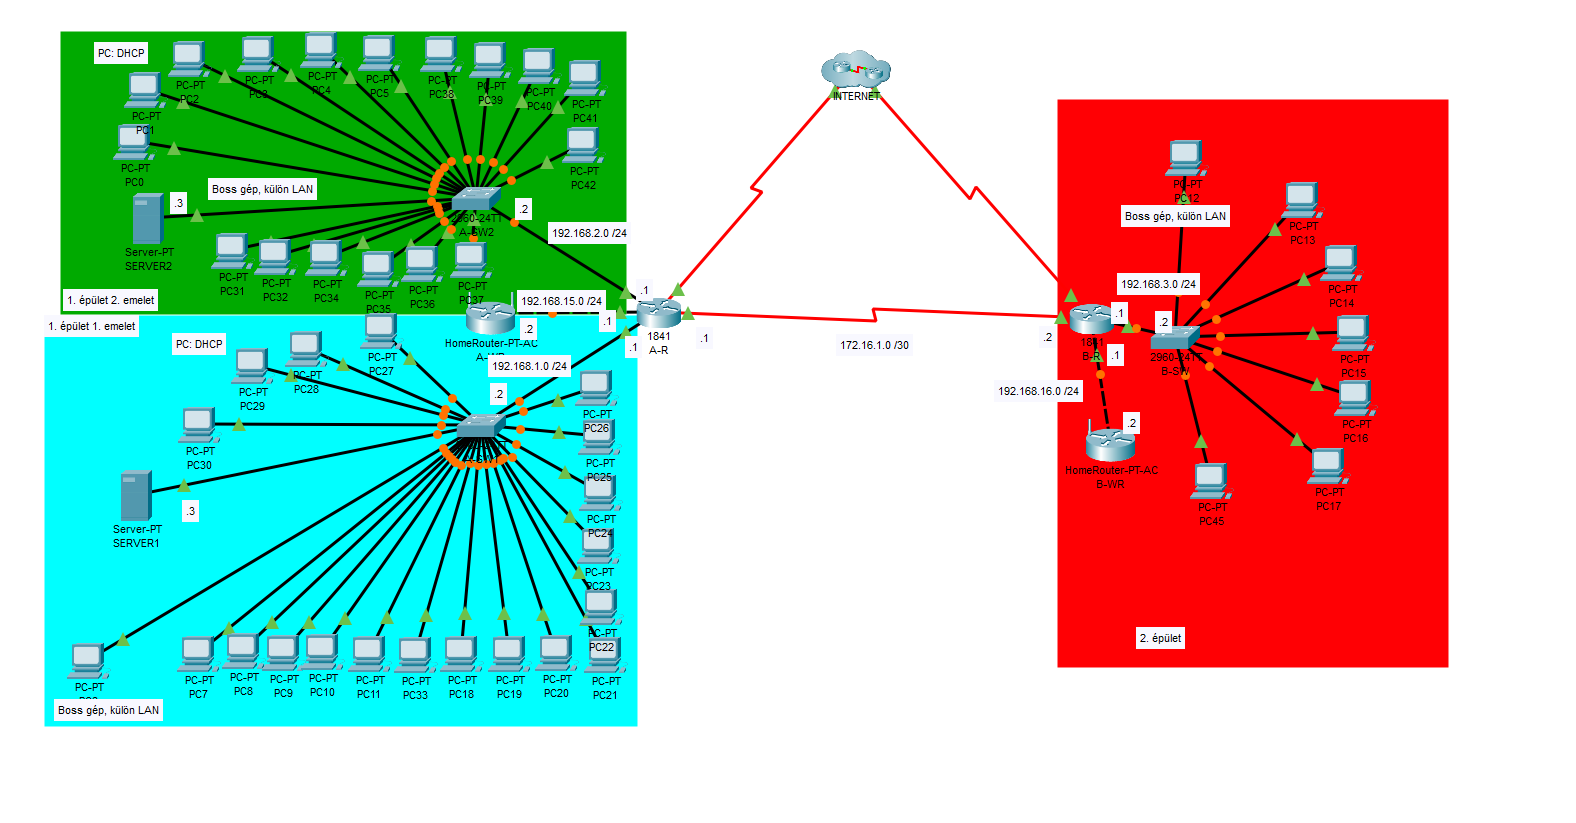 PC: DHCP
PC-PT
PC2
PC-PT
PC3
PC-PT
PC4
PC-PT
PC5
PC-PT
PC38
PC-PT
PC39
PC-PT
PC40
PC-PT
PC41
PC-PT
PC1
PC-PT
PC0
PC-PT
PC42
Boss gép, külön LAN
.3
Server-PT
SERVER2
2960-24TT
A-SW2
.2
192.168.2.0 /24
PC-PT
PC31
PC-PT
PC32
PC-PT
PC34
PC-PT
PC35
PC-PT
PC36
PC-PT
PC37
1. épület 2. emelet
INTERNET
192.168.15.0 /24
.1
.1
.1
.1
1841
A-R
.2
HomeRouter-PT-AC
172.16.1.0 /30
.2
1. épület 1. emelet
PC: DHCP
PC-PT
PC27
PC-PT
PC28
PC-PT
PC29
PC-PT
PC30
192.168.1.0 /24
.2
PC-PT
PC26
PC-PT
PC25
PC-PT
PC24
PC-PT
PC23
PC-PT
PC22
PC-PT
PC21
.3
Server-PT
SERVER1
PC-PT
PC-PT
PC7
PC-PT
PC8
PC-PT
PC9
PC-PT
PC10
PC-PT
PC11
PC-PT
PC33
PC-PT
PC18
PC-PT
PC19
PC-PT
PC20
Boss gép, külön LAN
PC-PT
PC12
Boss gép, külön LAN
PC-PT
PC13
PC-PT
PC14
PC-PT
PC15
PC-PT
PC16
PC-PT
PC17
PC-PT
PC45
192.168.3.0 /24
.1
.2
1841
B-R
.1
2960-24TT
B-SW
192.168.16.0 /24
.2
HomeRouter-PT-AC
B-WR
2. épület